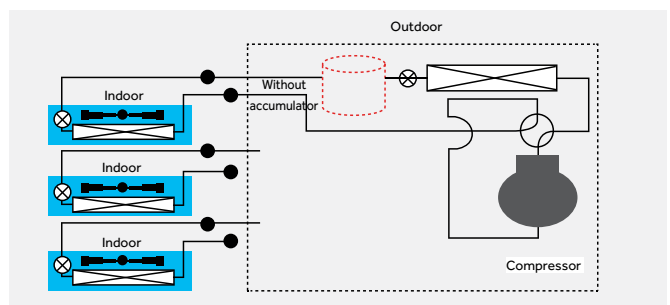 Outdoor
Indoor
Without
accumulator
Indoor
Indoor
Compressor